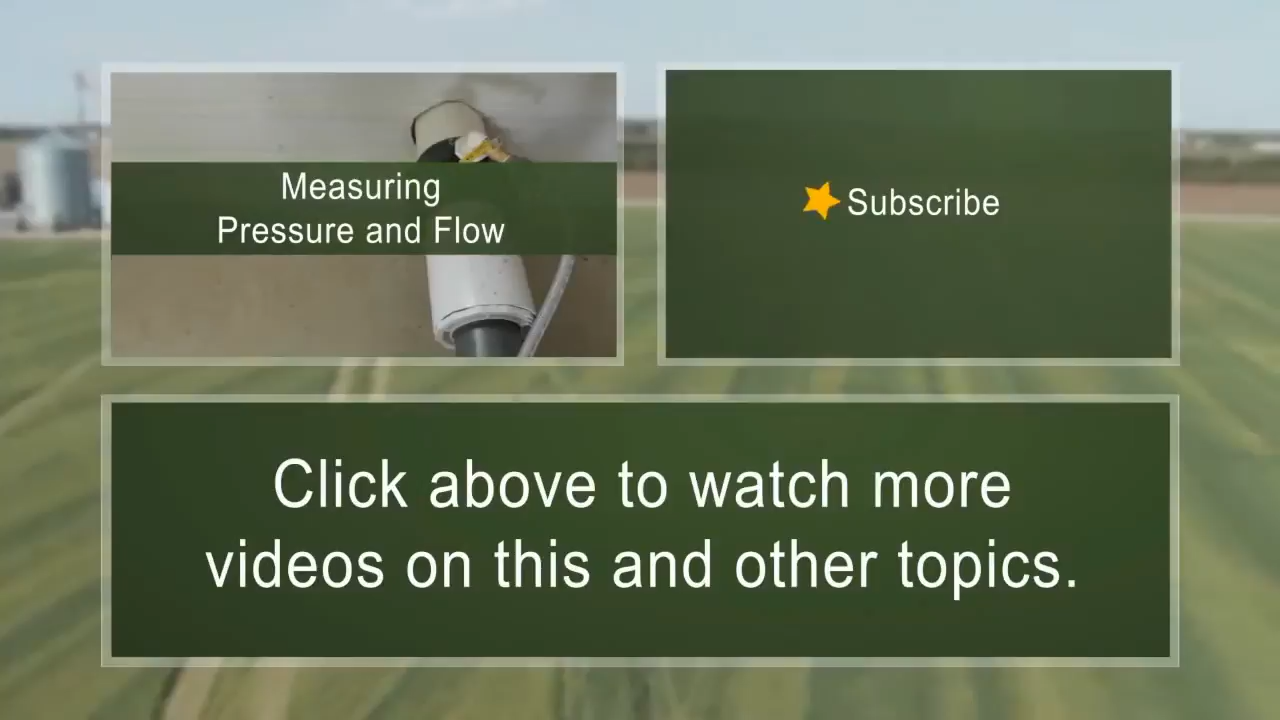 Measuring
Pressure and Flow
Subscribe
Click above to watch more
videos on this and other topics.